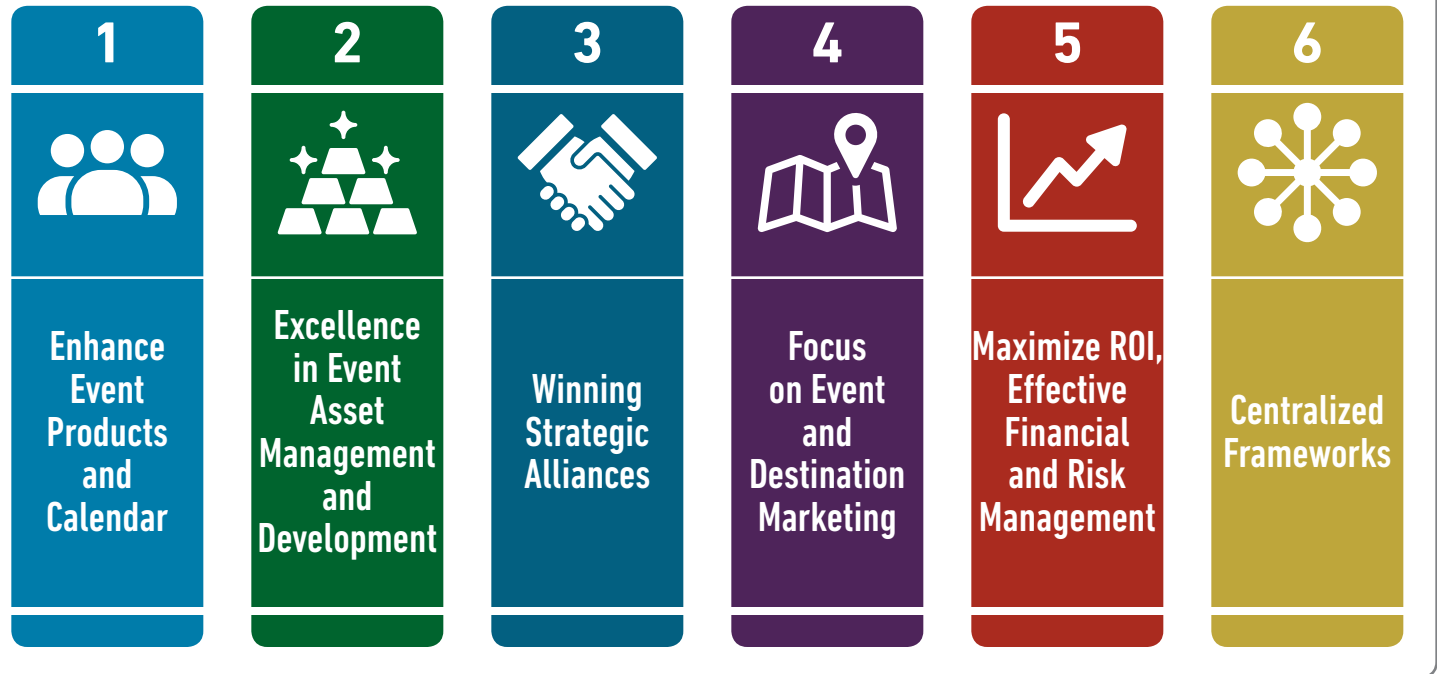 1
Enhance
Event
Products
and
Calendar
2
Excellence
in Event
Asset
Management
and
Development
3
Winning
Strategic
Alliances
4
Focus
on Event
and
Destination
Marketing
5
Maximize ROI,
Effective
Financial
and Risk
Management
6
Centralized
Frameworks